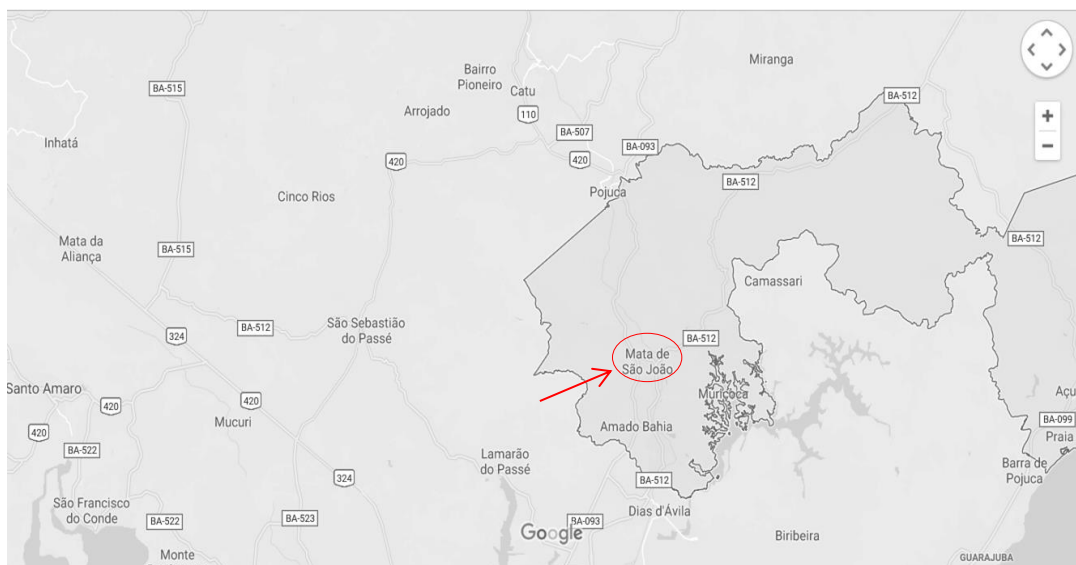 Miranga
Bairro
Pioneiro
BA-515
Catu
BA-512
Arrojado
110
BA-507
Inhatá
BA-093
420
420
BA-512
Pojuca
Cinco Rios
Mata da
Aliança
BA-515
BA-512
Camassari
São Sebastião
do Passé
BA-512
324
BA-512
Mata de
São João
Santo Amaro
420
420
Muriçoca
Açu
Mucuri
BA-099
Amado Bahia
420
Praia
BA-522
Lamarão
do Passé
Barra de
Pojuca
324
BA-512
São Francisco
do Conde
Dias d'Ávila
BA-522
BA-523
BA-093
Google
Biribeira
Monte
GUARAJUBA